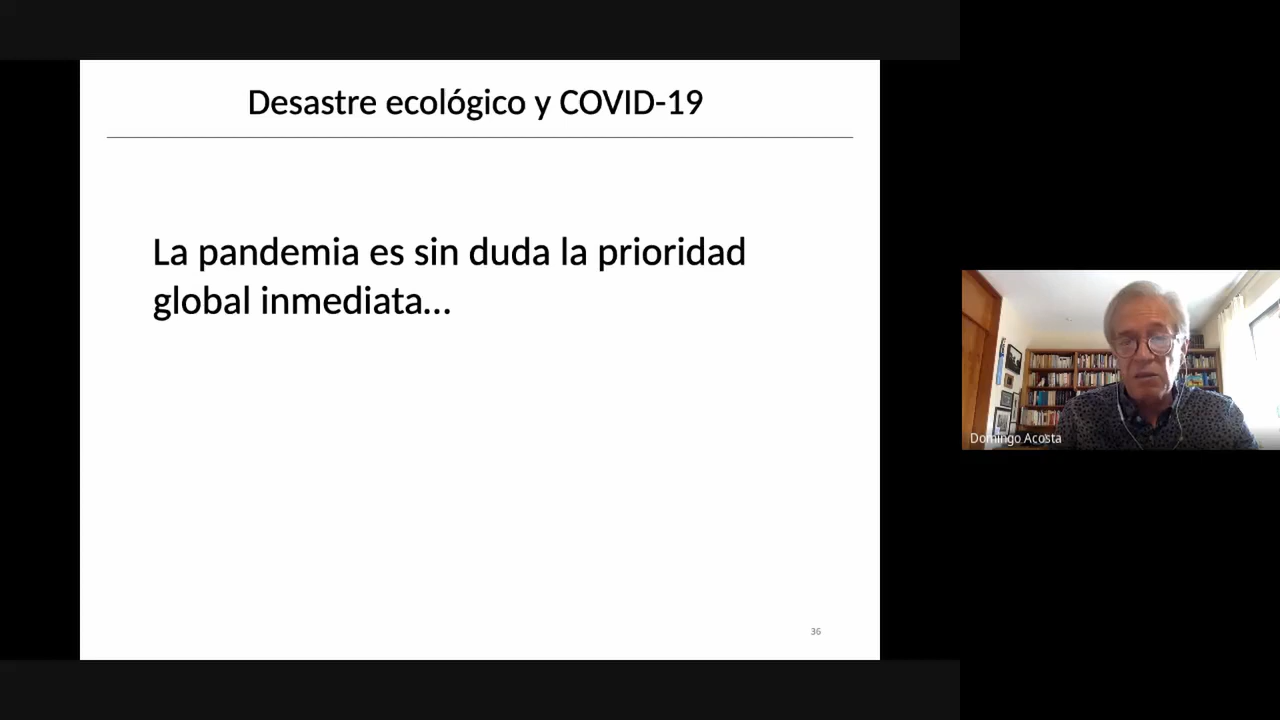 Desastre ecológico y COVID-19
La pandemia es sin duda la prioridad
global inmediata...
36
Domingo Acosta